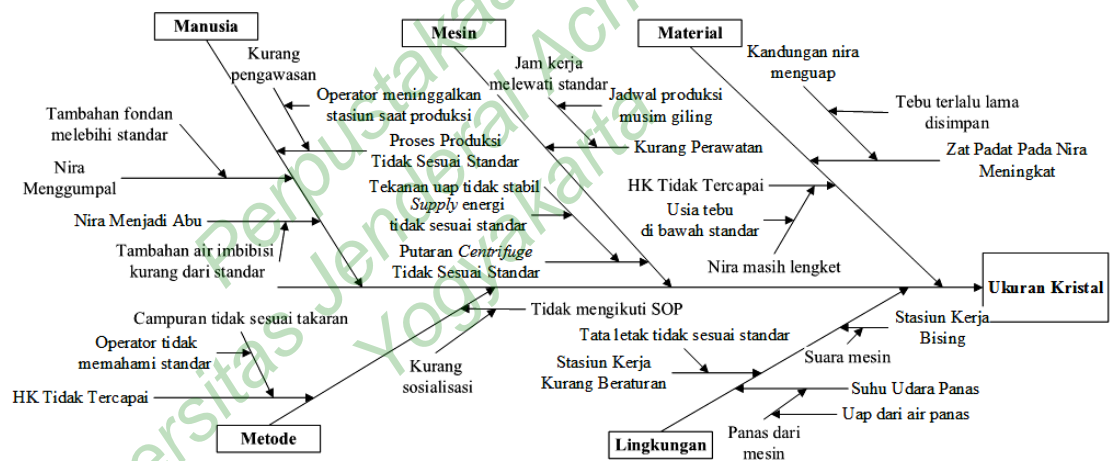 Manusia
Mesin
Material
Kurang
pengawasan
Operator meninggalkan
stasiun saat produksi
Tambahan fondan
melebihi standar
Proses Produksi
Tidak Sesuai Standar
Nira
Menggumpal
Nira Menjadi Abu
Tambahan air imbibisi
kurang dari standar
Jam kerja
melewati standar
Jadwal produksi
musim giling
Kurang Perawatan
Tekanan uap tidak stabil
Supply energi
tidak sesuai standar
Putaran Centrifuge
Tidak Sesuai Standar
Kandungan nira
menguap
Tebu terlalu lama
disimpan
Zat Padat Pada Nira
Meningkat
HK Tidak Tercapai
Usia tebu
di bawah standar
Nira masih lengket
Ukuran Kristal
Campuran tidak sesuai takaran
Operator tidak
memahami standar
HK Tidak Tercapai
Tidak mengikuti SOP
Kurang
sosialisasi
Metode
Tata letak tidak sesuai standar
Stasiun Kerja
Kurang Beraturan
Stasiun Kerja
Bising
Suara mesin
Suhu Udara Panas
Uap dari air panas
Panas dari
mesin
Lingkungan
Jenderal
Yogyakarta